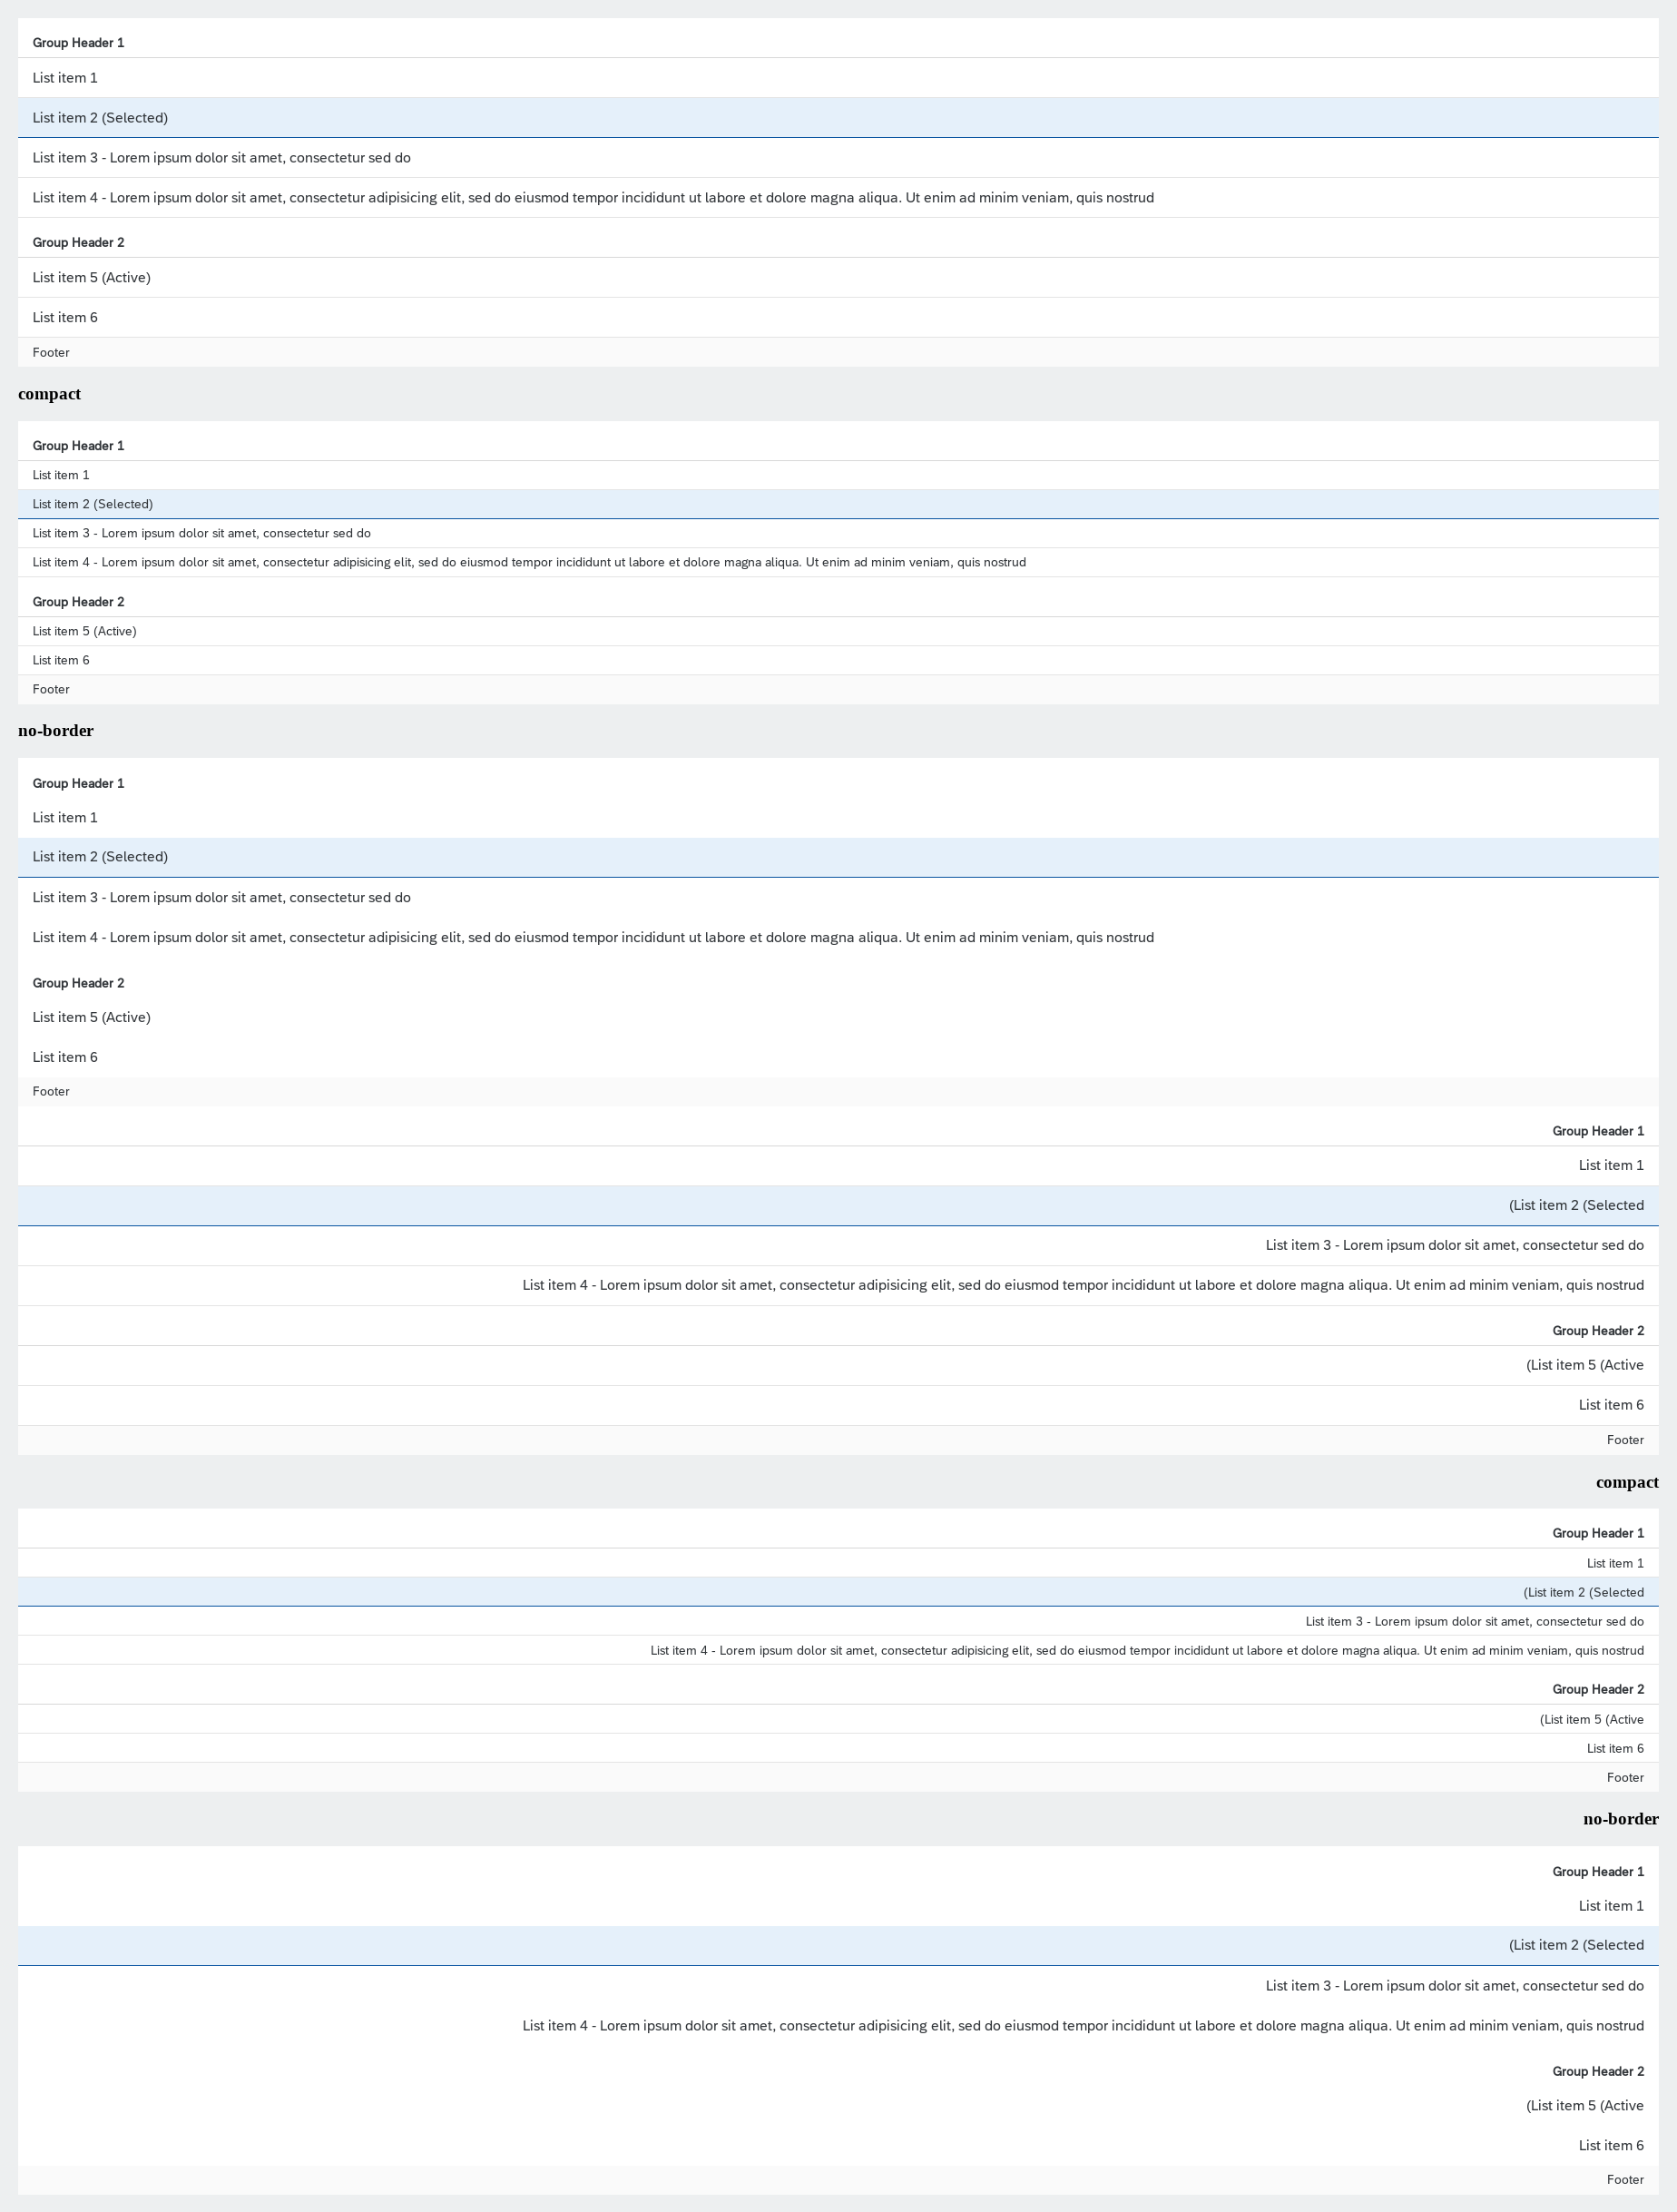 Group Header 1
List item 1
List item 2 (Selected)
List item 3 - Lorem ipsum dolor sit amet, consectetur sed do
List item 4 - Lorem ipsum dolor sit amet, consectetur adipisicing elit, sed do eiusmod tempor incididunt ut labore et dolore magna aliqua. Ut enim ad minim veniam, quis nostrud
Group Header 2
List item 5 (Active)
List item 6
Footer
compact
Group Header 1
List item 1
List item 2 (Selected)
List item 3 - Lorem ipsum dolor sit amet, consectetur sed do
List item 4 - Lorem ipsum dolor sit amet, consectetur adipisicing elit, sed do eiusmod tempor incididunt ut labore et dolore magna aliqua. Ut enim ad minim veniam, quis nostrud
Group Header 2
List item 5 (Active)
List item 6
Footer
no-border
Group Header 1
List item 1
List item 2 (Selected)
List item 3 - Lorem ipsum dolor sit amet, consectetur sed do
List item 4 - Lorem ipsum dolor sit amet, consectetur adipisicing elit, sed do eiusmod tempor incididunt ut labore et dolore magna aliqua. Ut enim ad minim veniam, quis nostrud
Group Header 2
List item 5 (Active)
List item 6
Footer
Group Header 1
List item 1
(List item 2 (Selected
List item 3 - Lorem ipsum dolor sit amet, consectetur sed do
List item 4 - Lorem ipsum dolor sit amet, consectetur adipisicing elit, sed do eiusmod tempor incididunt ut labore et dolore magna aliqua. Ut enim ad minim veniam, quis nostrud
Group Header 2
(List item 5 (Active
List item 6
Footer
compact
Group Header 1
List item 1
(List item 2 (Selected
List item 3 - Lorem ipsum dolor sit amet, consectetur sed do
List item 4 - Lorem ipsum dolor sit amet, consectetur adipisicing elit, sed do eiusmod tempor incididunt ut labore et dolore magna aliqua. Ut enim ad minim veniam, quis nostrud
Group Header 2
(List item 5 (Active
List item 6
Footer
no-border
Group Header 1
List item 1
(List item 2 (Selected
List item 3 - Lorem ipsum dolor sit amet, consectetur sed do
List item 4 - Lorem ipsum dolor sit amet, consectetur adipisicing elit, sed do eiusmod tempor incididunt ut labore et dolore magna aliqua. Ut enim ad minim veniam, quis nostrud
Group Header 2
(List item 5 (Active
List item 6
Footer